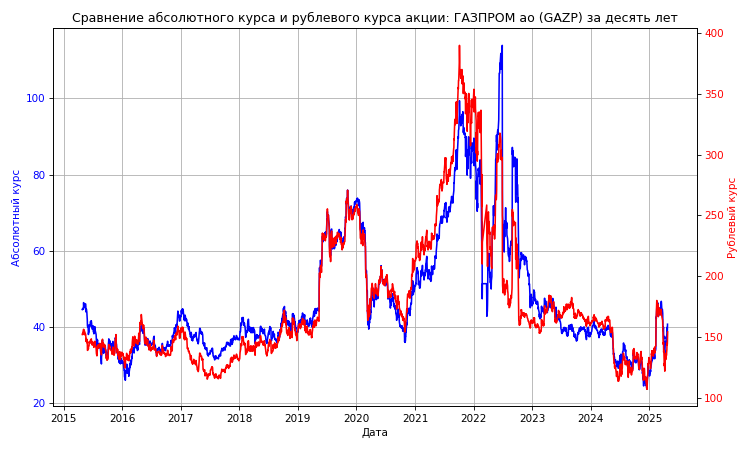 Сравнение абсолютного курса и рублевого курса акции: ГАЗПРОМ ао (GAZP) за десять лет
Абсолютный курс
100
80
60
40
20
400
350
300
250
200
150
100
Рублевый курс
2015 2016 2017 2018 2019 2020 2021 2022 2023 2024 2025
Дата